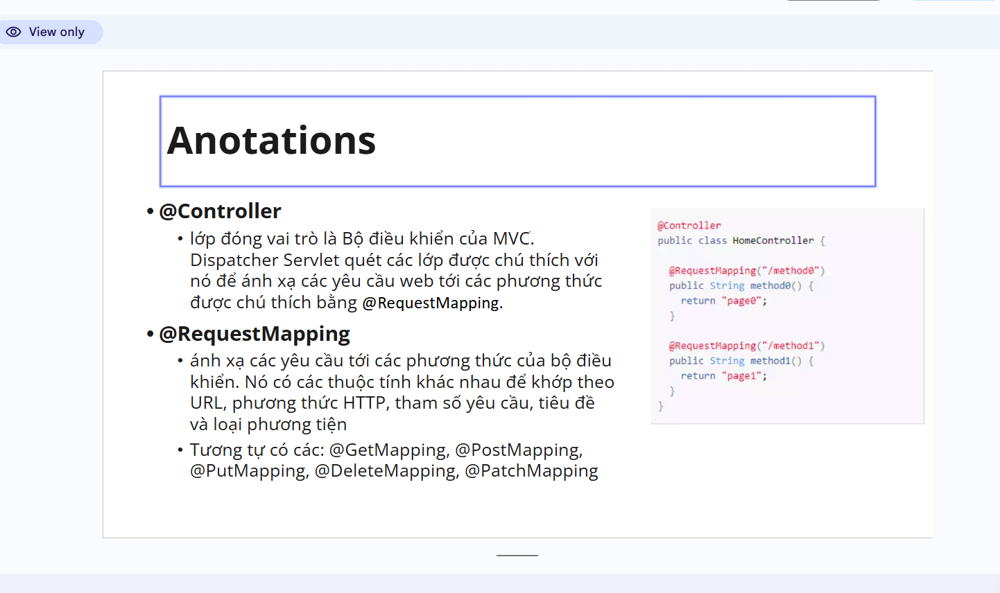 View only
Anotations
• @Controller
• lớp đóng vai trò là Bộ điều khiển của MVC.
Dispatcher Servlet quét các lớp được chú thích với
nó để ánh xạ các yêu cầu web tới các phương thức
được chú thích bằng @RequestMapping.
• @RequestMapping
• ánh xạ các yêu cầu tới các phương thức của bộ điều
khiển. Nó có các thuộc tính khác nhau để khớp theo
URL, phương thức HTTP, tham số yêu cầu, tiêu đề
và loại phương tiện
• Tương tự có các: @GetMapping, @PostMapping,
@PutMapping, @DeleteMapping, @PatchMapping
@Controller
public class HomeController {
@RequestMapping("/method0")
public String method0() {
return "page0";
}
@RequestMapping("/method1")
public String method1() {
return "page1";
}
}